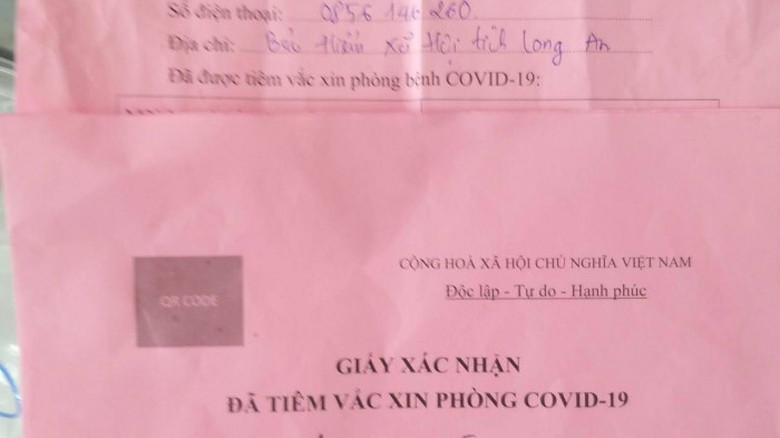 Số điện thoại: 0856 146 260
Địa chỉ: Bảo Hiểm Xã Hội tỉnh Long An
Đã được tiêm vắc xin phòng bệnh COVID-19:
QR CODE
CỘNG HOÀ XÃ HỘI CHỦ NGHĨA VIỆT NAM
Độc lập - Tự do - Hạnh phúc
GIẤY XÁC NHẬN
ĐÃ TIÊM VẮC XIN PHÒNG COVID-19